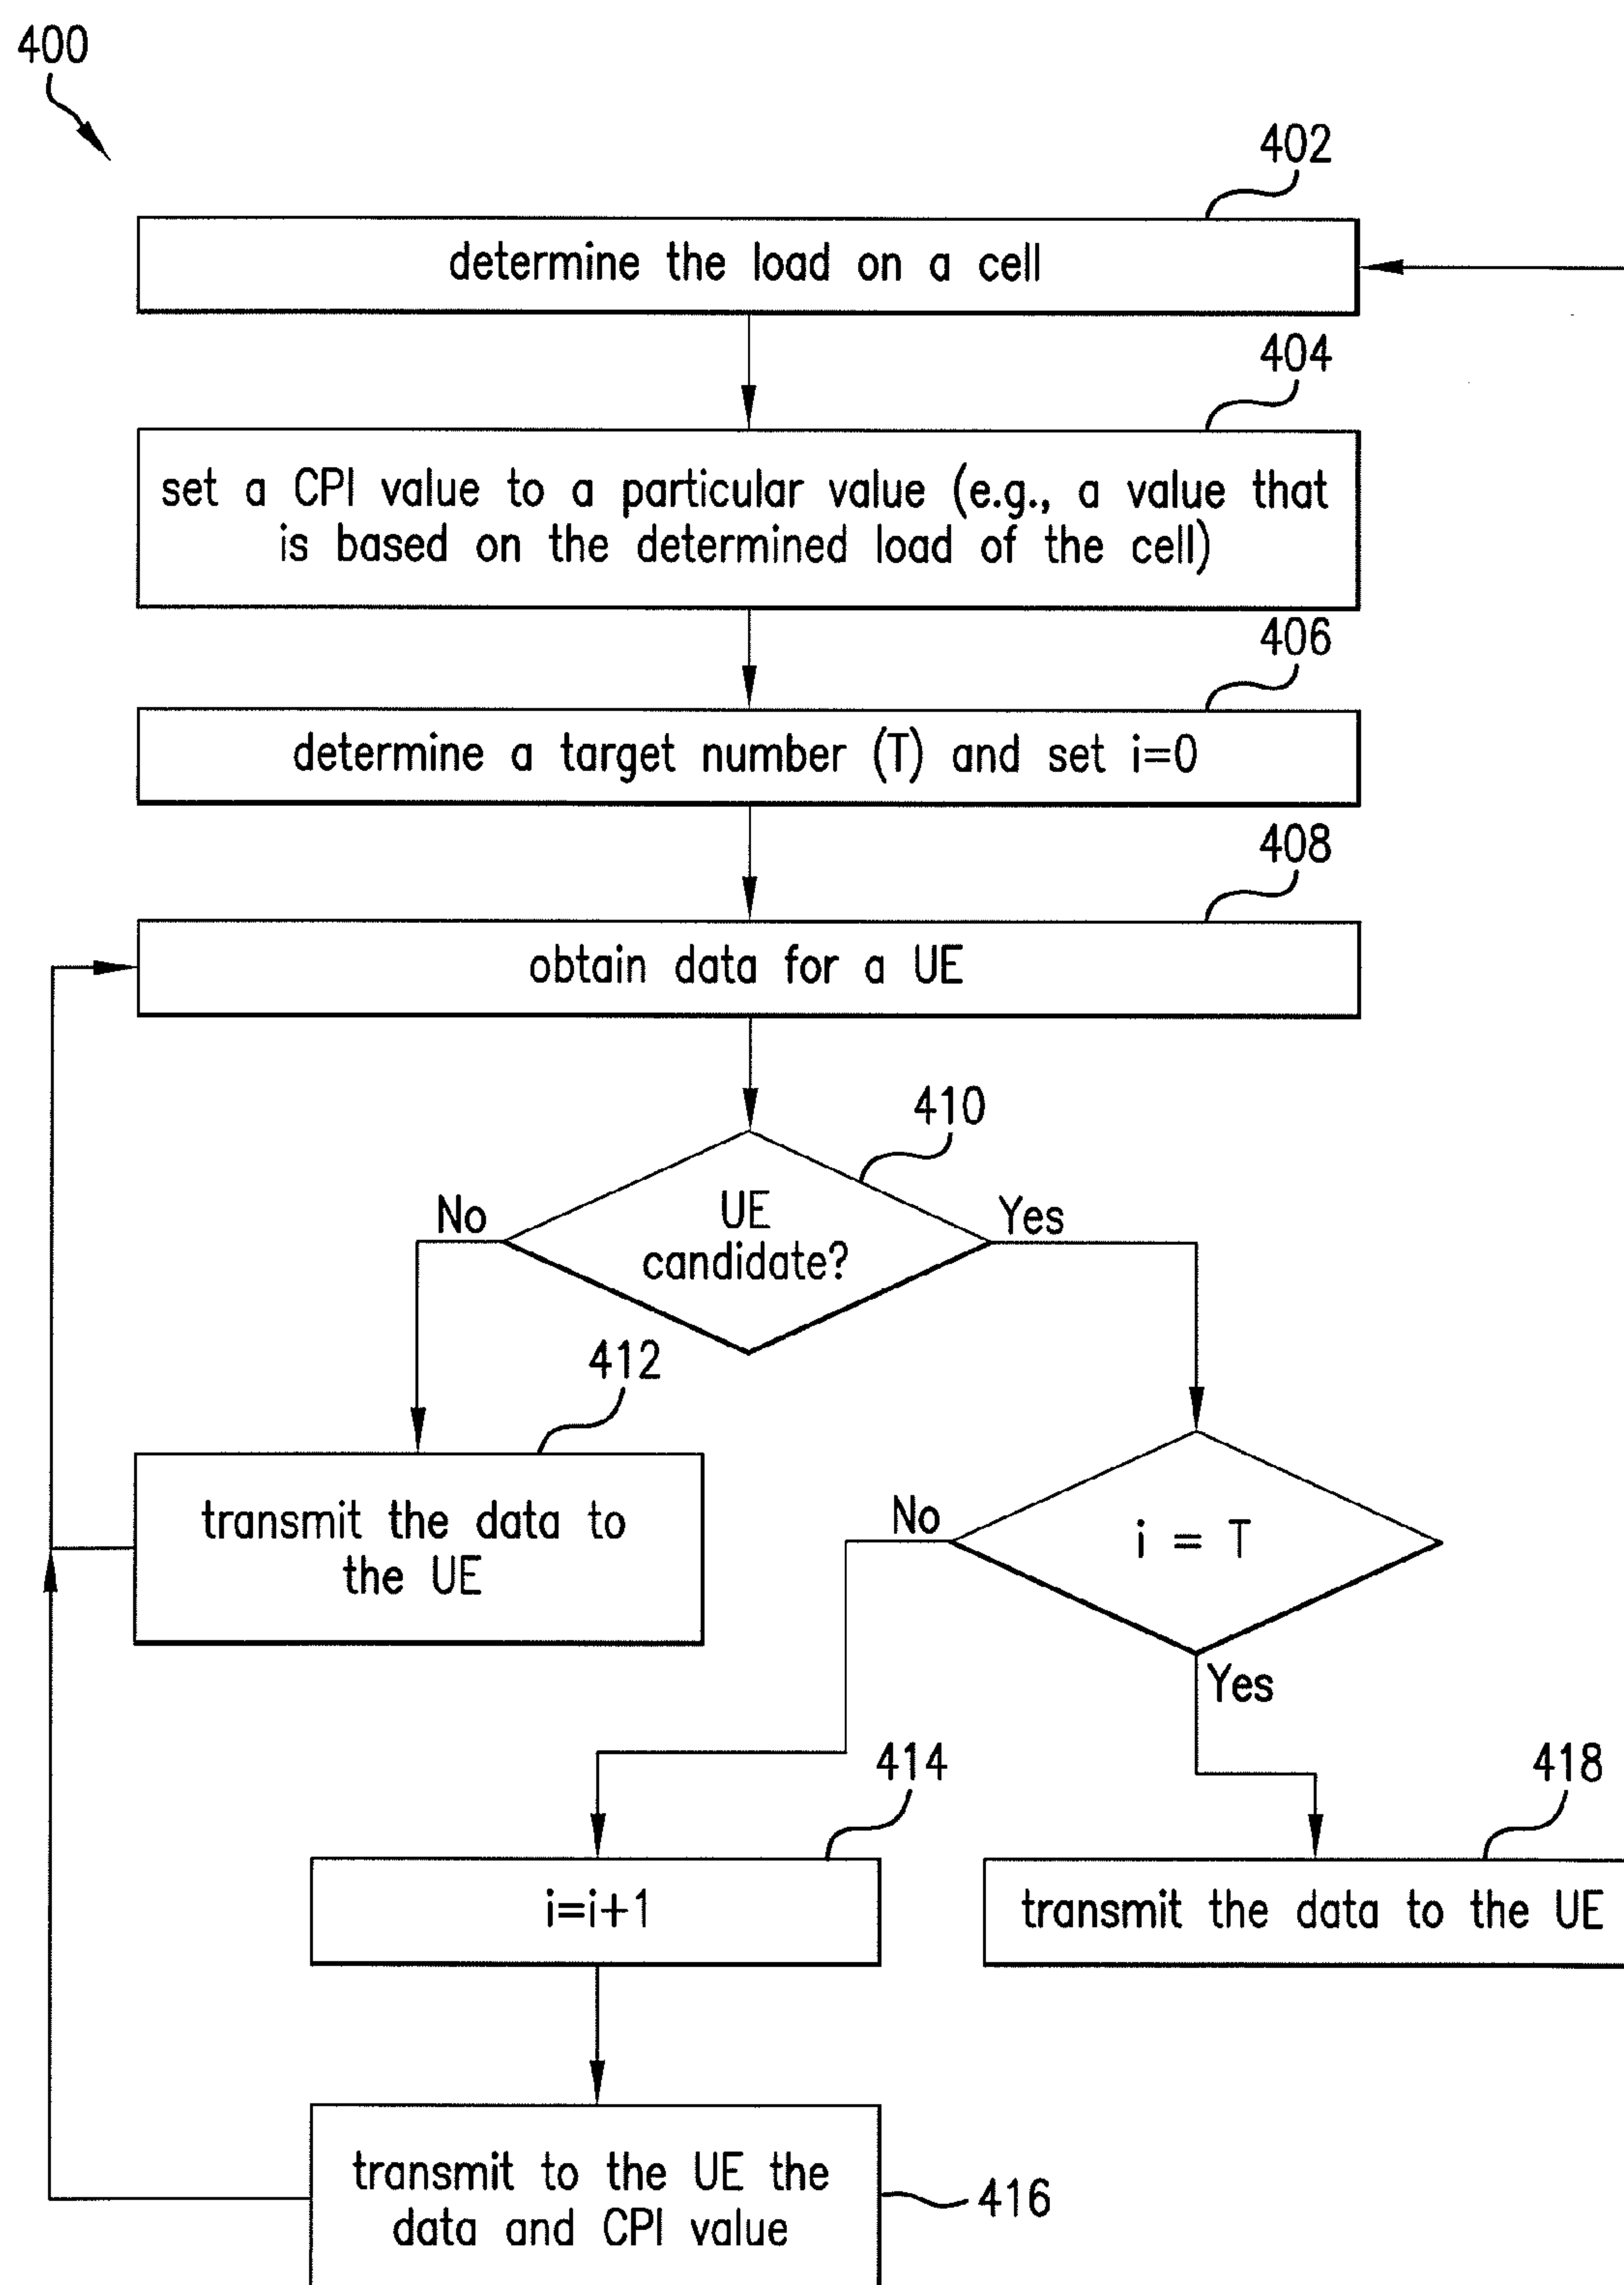 400
402
determine the load on a cell
404
set a CPI value to a particular value (e.g., a value that
is based on the determined load of the cell)
406
determine a target number (T) and set i=0
408
obtain data for a UE
410
No
UE
candidate?
Yes
412
transmit the data to
the UE
No
i = T
Yes
414
i=i+1
418
transmit the data to the UE
transmit to the UE the
data and CPI value
416